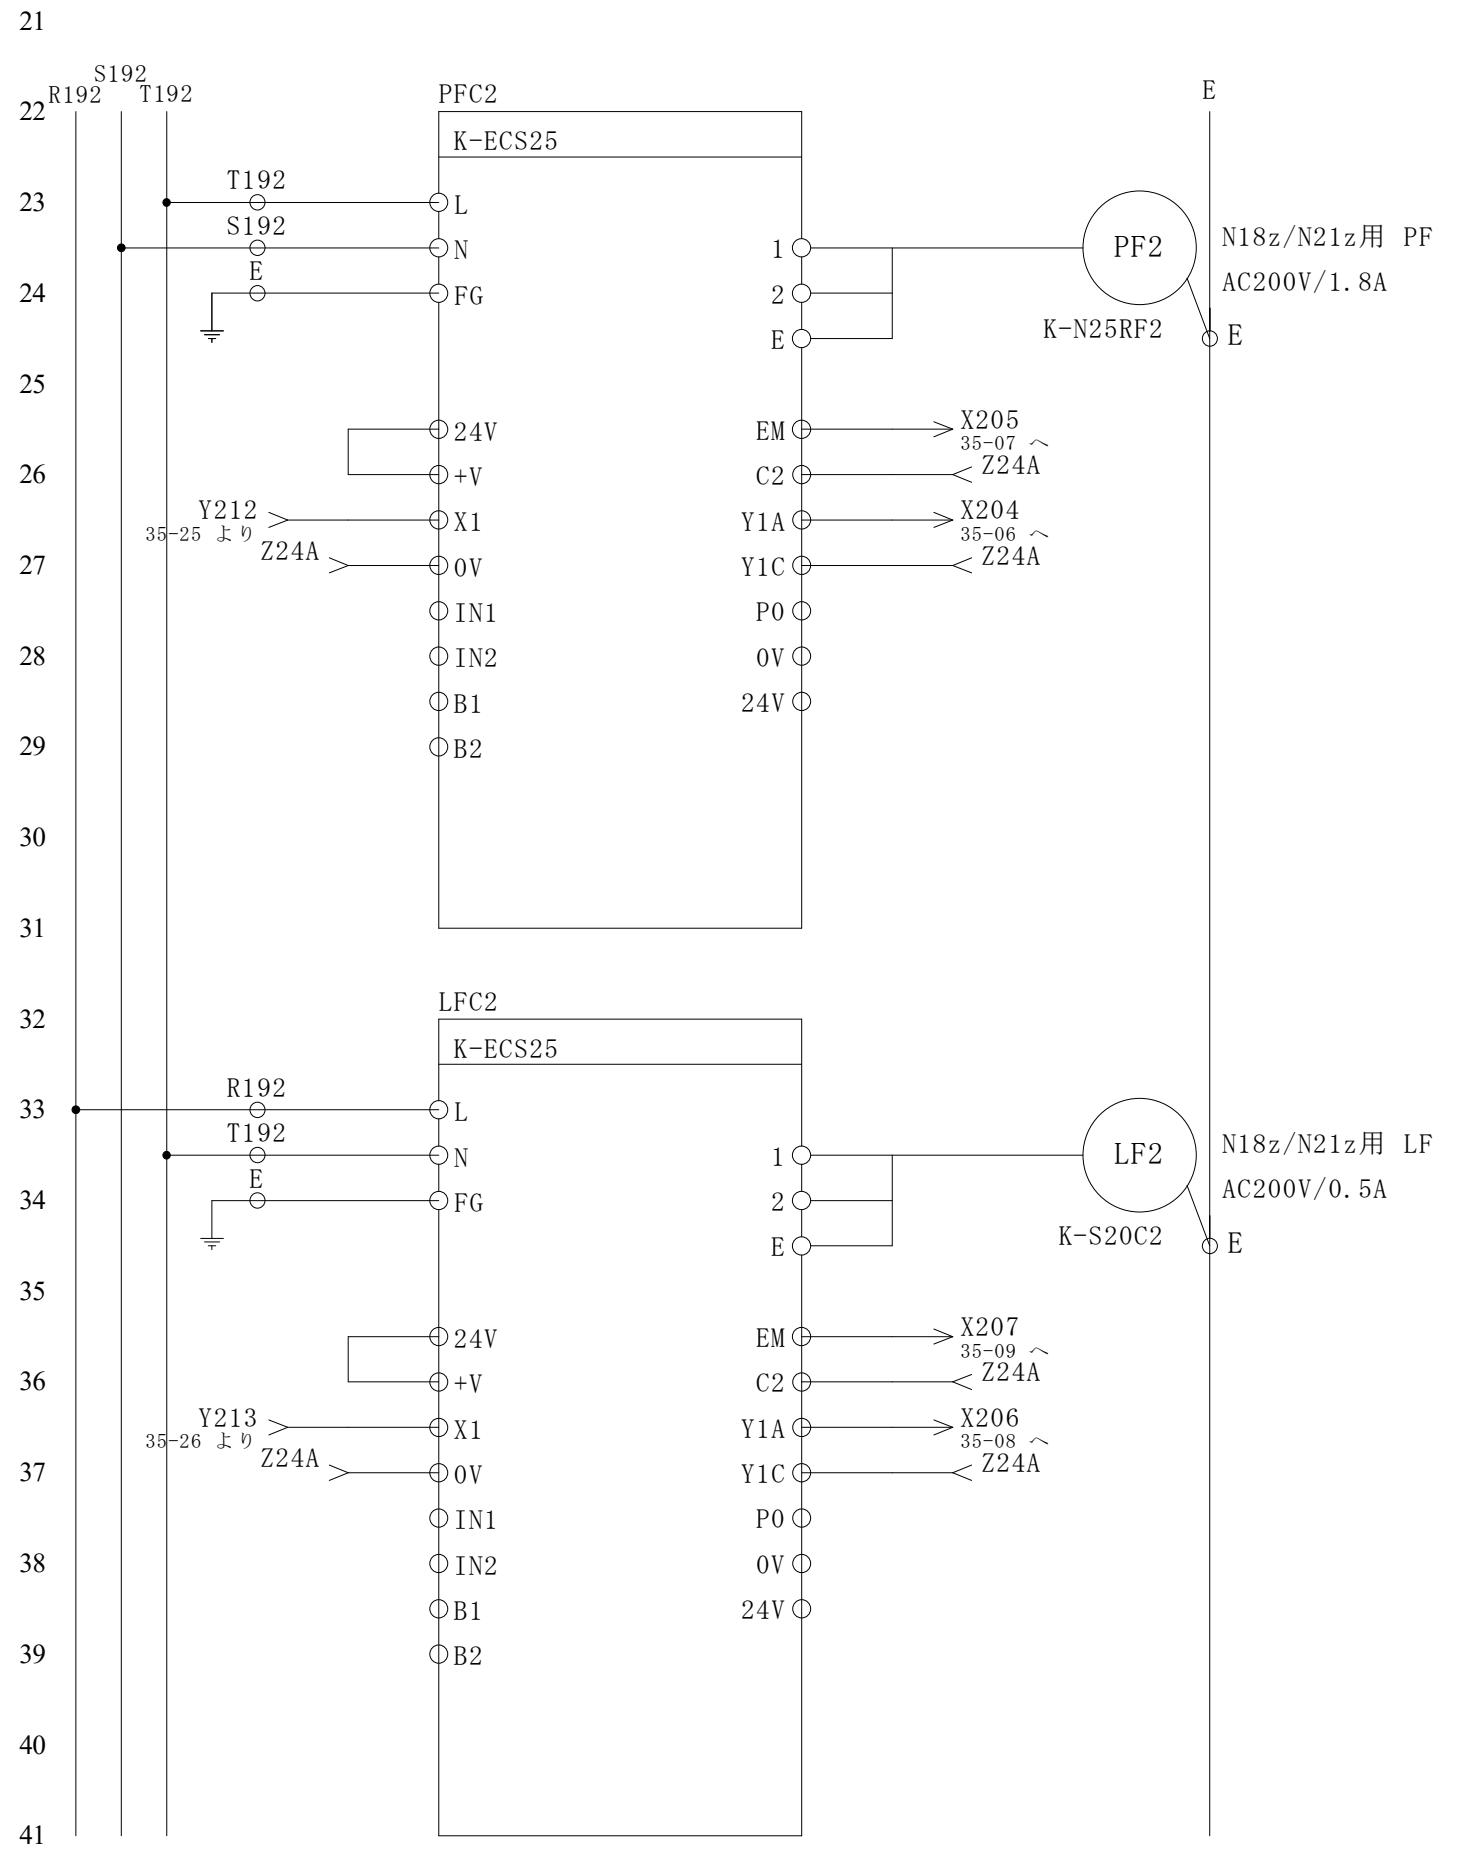 21
S192
R192 T192 PFC2 E
22
K-ECS25
T192
23 L
S192
N 1 PF2 N18z/N21z用 PF
E
24 FG 2 AC200V/1.8A
E K-N25RF2 E
25
24V EM X205
35-07 へ
26 +V C2 Z24A
Y212 X1 Y1A X204
35-25 より 35-06 へ
27 Z24A 0V Y1C Z24A
IN1 P0
28 IN2 0V
B1 24V
29 B2
30
31
32 LFC2
K-ECS25
R192
33 L
T192
N 1 LF2 N18z/N21z用 LF
E
34 FG 2 AC200V/0.5A
E K-S20C2 E
35
24V EM X207
35-09 へ
36 +V C2 Z24A
Y213 X1 Y1A X206
35-26 より 35-08 へ
37 Z24A 0V Y1C Z24A
IN1 P0
38 IN2 0V
B1 24V
39 B2
40
41